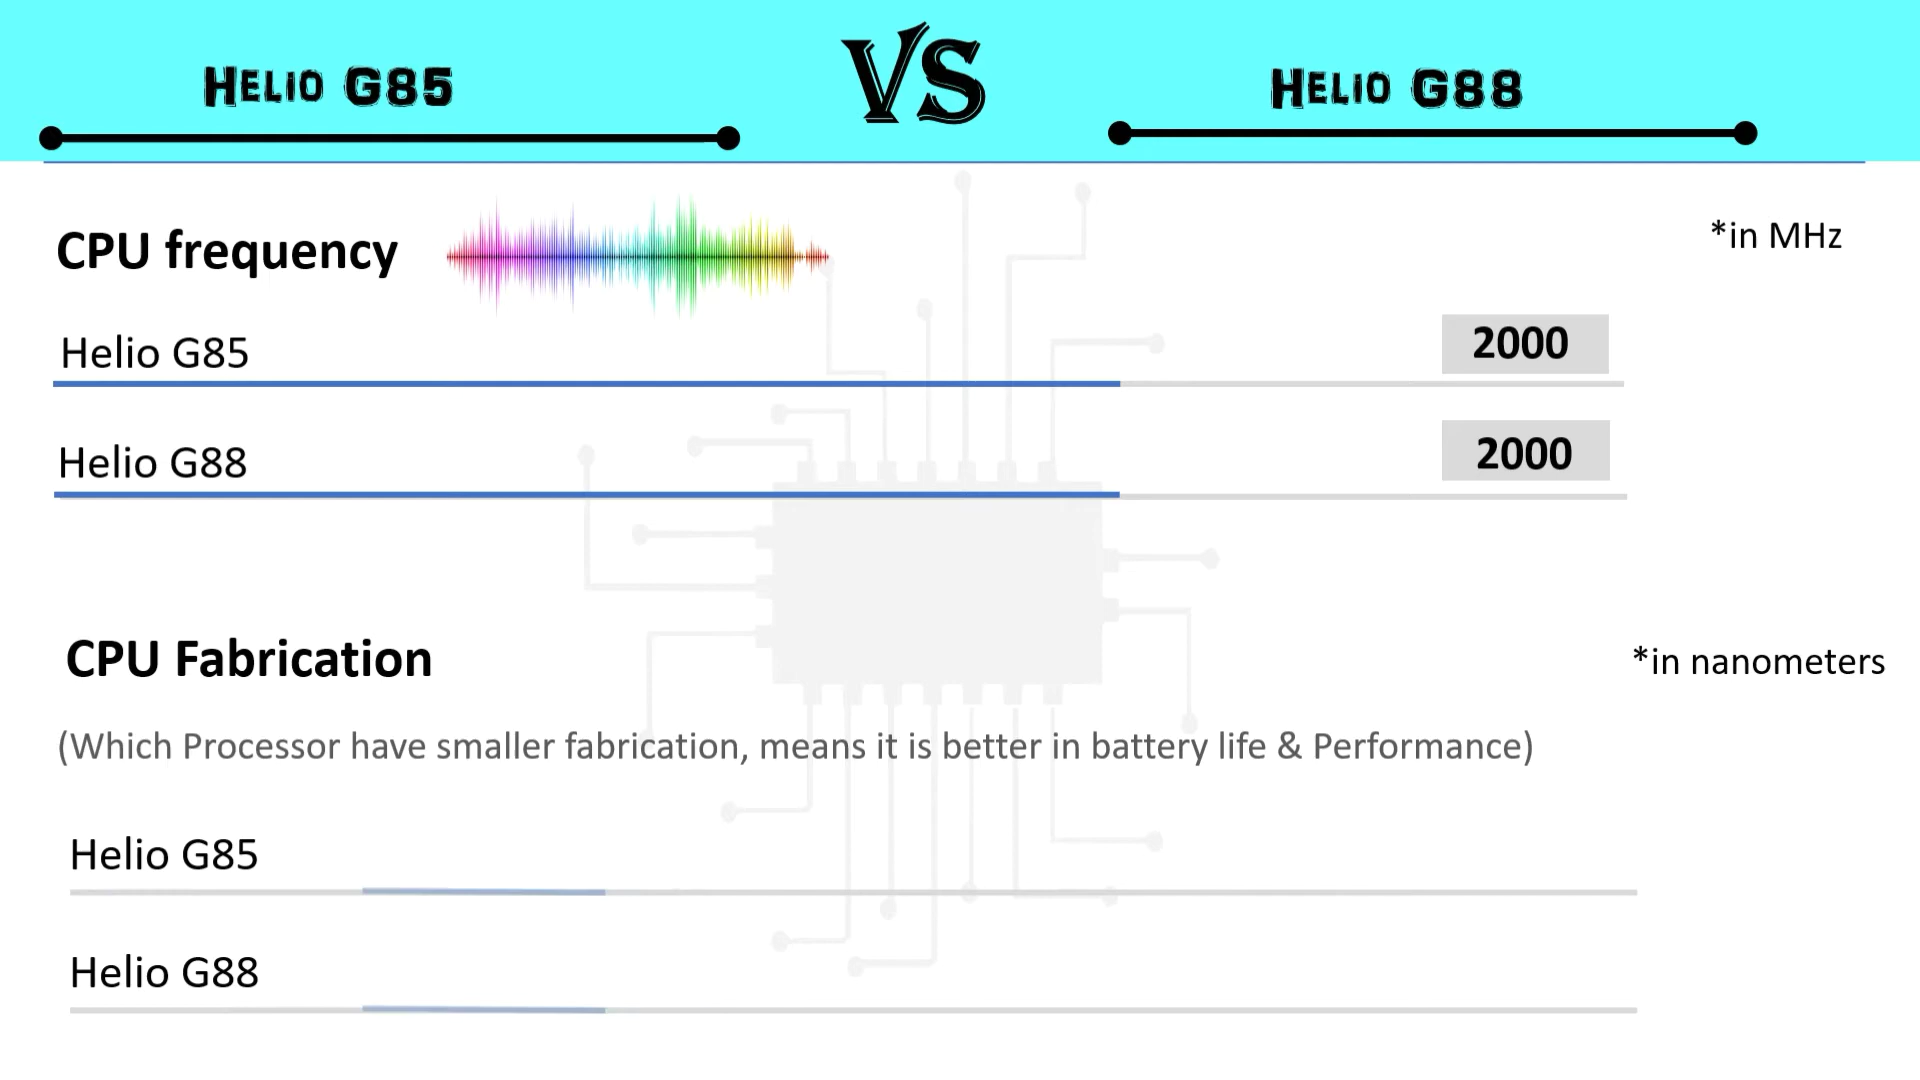 Helio G85
VS
Helio G88
CPU frequency
*in MHz
Helio G85
2000
Helio G88
2000
CPU Fabrication
*in nanometers
(Which Processor have smaller fabrication, means it is better in battery life & Performance)
Helio G85
Helio G88